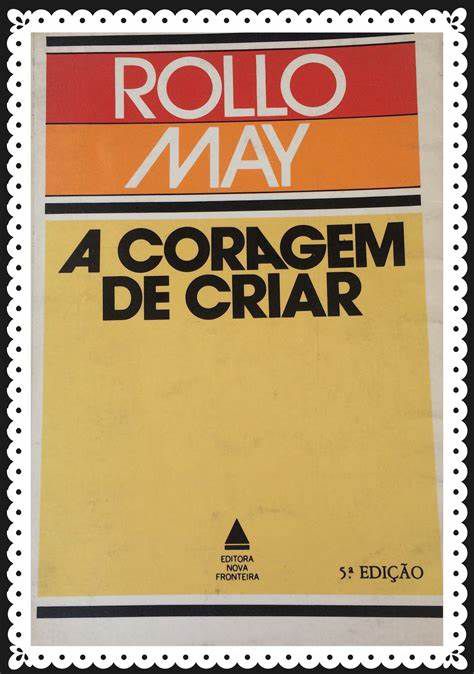 ROLLO
MAY
A CORAGEM
DE CRIAR
EDITORA
NOVA
FRONTEIRA
5ª EDIÇÃO